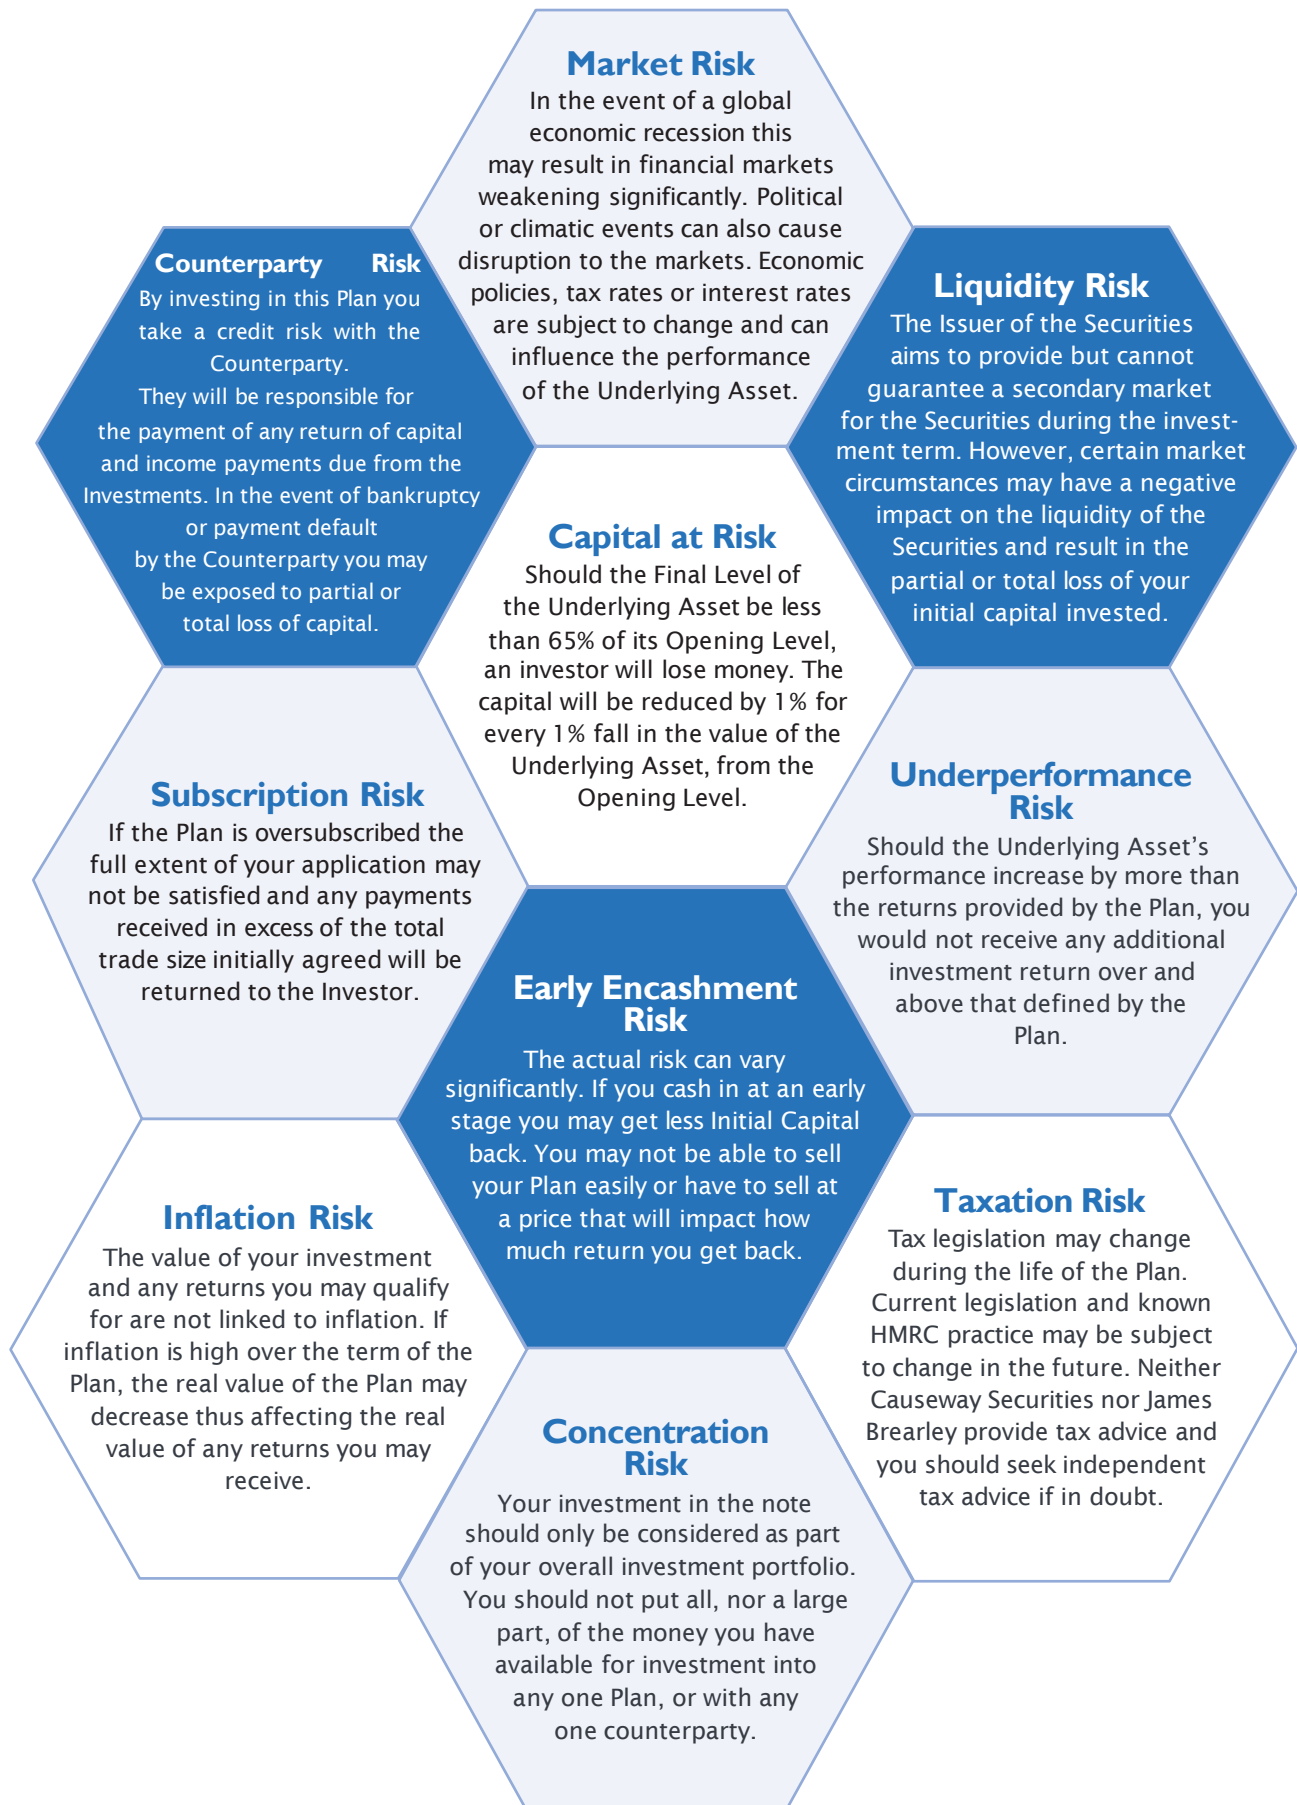 Market Risk
In the event of a global
economic recession this
may result in financial markets
weakening significantly. Political
or climatic events can also cause
disruption to the markets. Economic
policies, tax rates or interest rates
are subject to change and can
influence the performance
of the Underlying Asset.
Counterparty Risk
By investing in this Plan you
take a credit risk with the
Counterparty.
They will be responsible for
the payment of any return of capital
and income payments due from the
Investments. In the event of bankruptcy
or payment default
by the Counterparty you may
be exposed to partial or
total loss of capital.
Liquidity Risk
The Issuer of the Securities
aims to provide but cannot
guarantee a secondary market
for the Securities during the invest-
ment term. However, certain market
circumstances may have a negative
impact on the liquidity of the
Securities and result in the
partial or total loss of your
initial capital invested.
Capital at Risk
Should the Final Level of
the Underlying Asset be less
than 65% of its Opening Level,
an investor will lose money. The
capital will be reduced by 1% for
every 1% fall in the value of the
Underlying Asset, from the
Opening Level.
Subscription Risk
If the Plan is oversubscribed the
full extent of your application may
not be satisfied and any payments
received in excess of the total
trade size initially agreed will be
returned to the Investor.
Underperformance
Risk
Should the Underlying Asset’s
performance increase by more than
the returns provided by the Plan, you
would not receive any additional
investment return over and
above that defined by the
Plan.
Early Encashment
Risk
The actual risk can vary
significantly. If you cash in at an early
stage you may get less Initial Capital
back. You may not be able to sell
your Plan easily or have to sell at
a price that will impact how
much return you get back.
Inflation Risk
The value of your investment
and any returns you may qualify
for are not linked to inflation. If
inflation is high over the term of the
Plan, the real value of the Plan may
decrease thus affecting the real
value of any returns you may
receive.
Taxation Risk
Tax legislation may change
during the life of the Plan.
Current legislation and known
HMRC practice may be subject
to change in the future. Neither
Causeway Securities nor James
Brearley provide tax advice and
you should seek independent
tax advice if in doubt.
Concentration
Risk
Your investment in the note
should only be considered as part
of your overall investment portfolio.
You should not put all, nor a large
part, of the money you have
available for investment into
any one Plan, or with any
one counterparty.